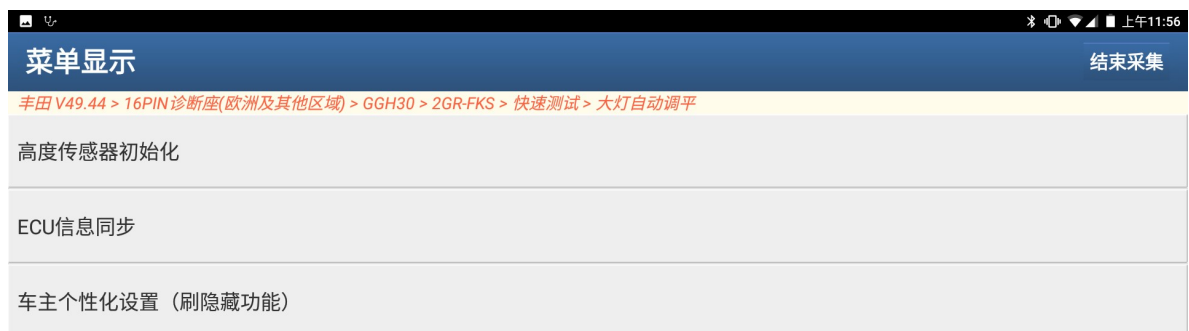 上午11:56
菜单显示
结束采集
丰田 V49.44 > 16PIN诊断座(欧洲及其他区域) > GGH30 > 2GR-FKS > 快速测试 > 大灯自动调平
高度传感器初始化
ECU信息同步
车主个性化设置（刷隐藏功能）